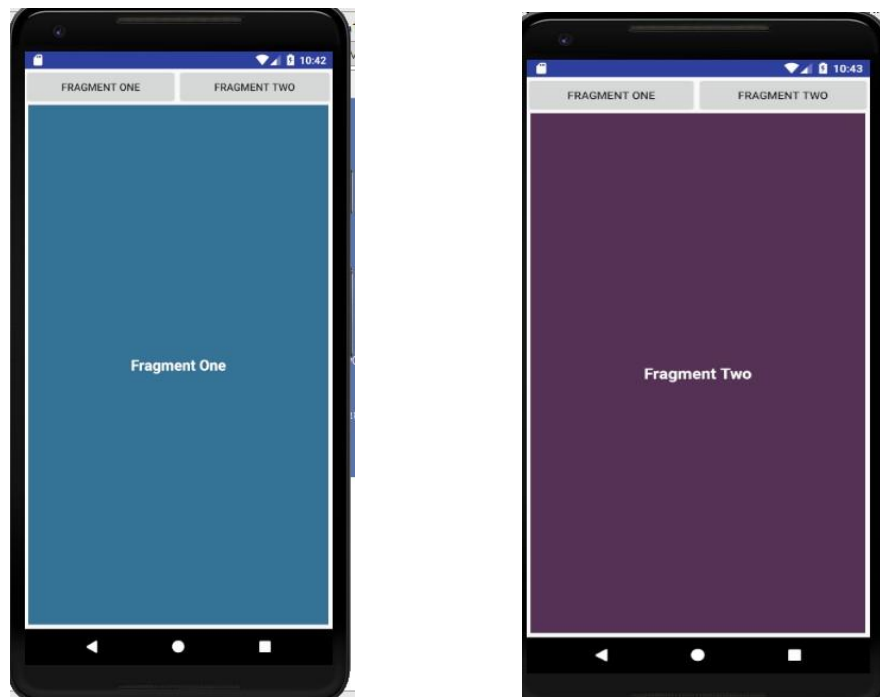 10:42
FRAGMENT ONE FRAGMENT TWO
Fragment One
10:43
FRAGMENT ONE FRAGMENT TWO
Fragment Two